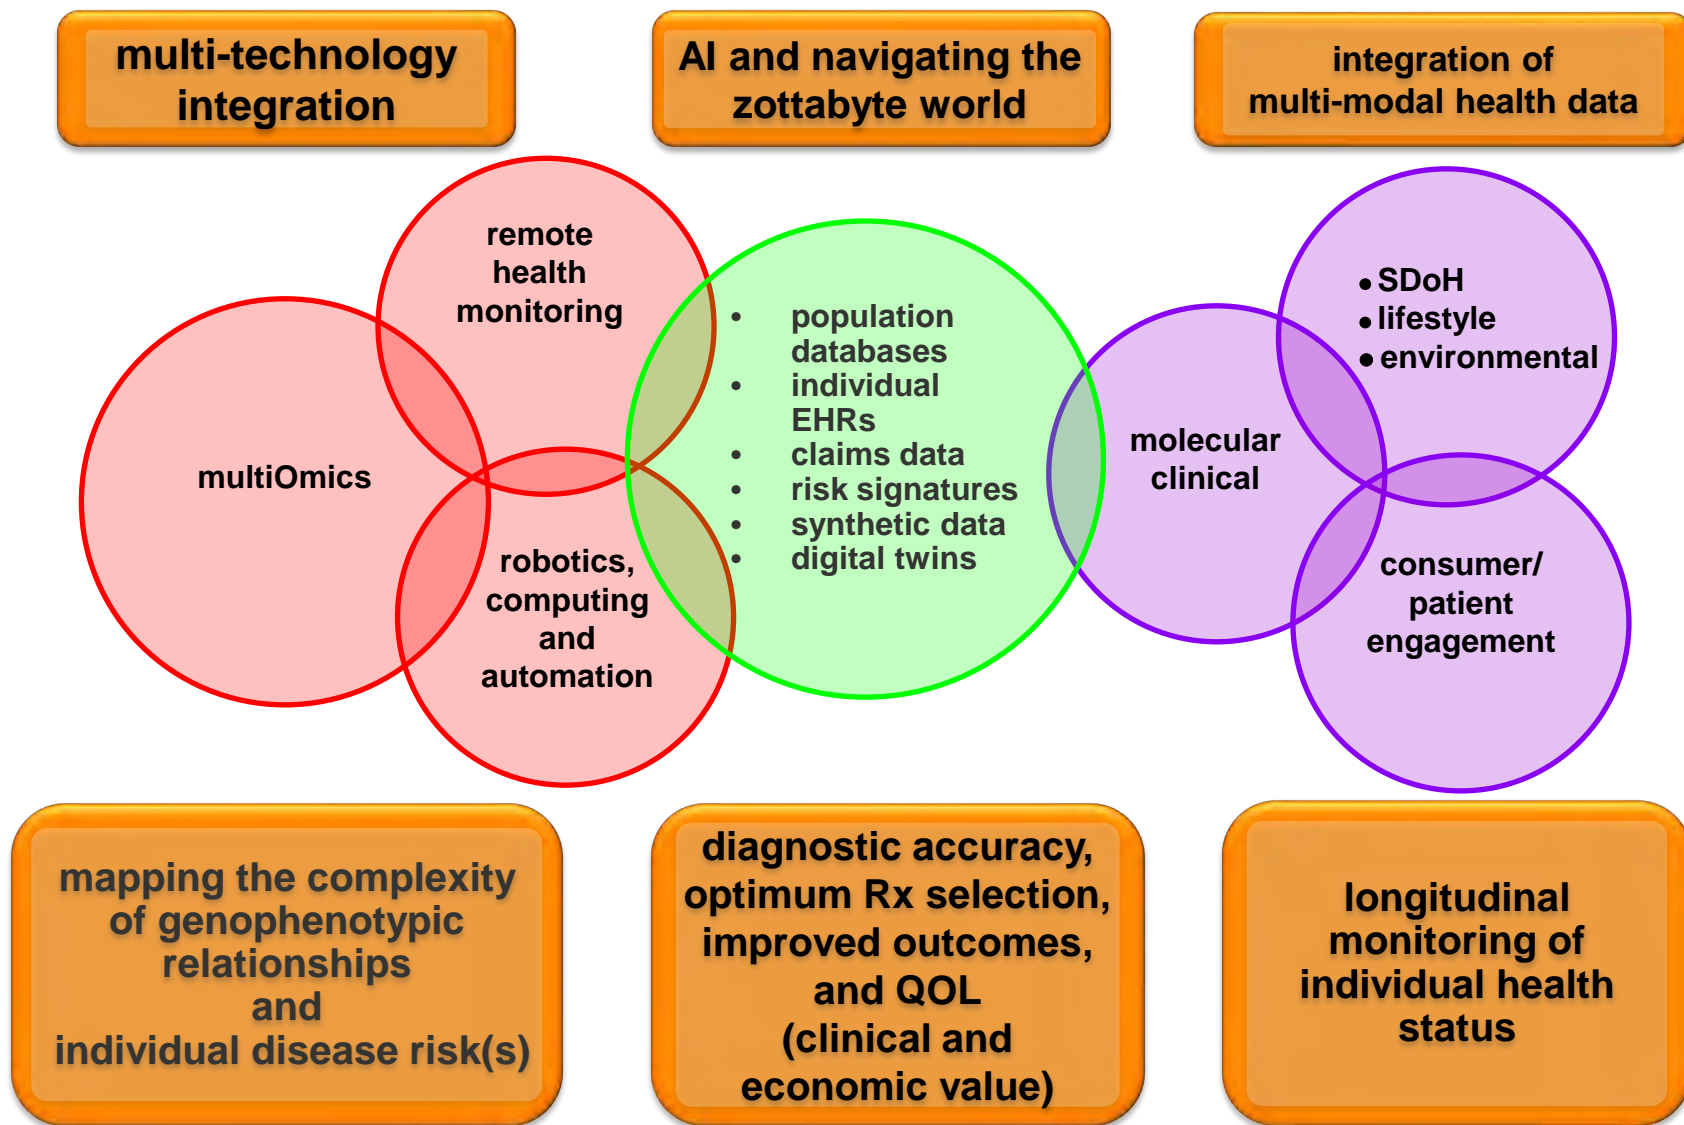 multi-technology
integration
AI and navigating the
zottabyte world
integration of
multi-modal health data
remote
health
monitoring
multiOmics
robotics,
computing
and
automation
• population
databases
• individual
EHRs
• claims data
• risk signatures
• synthetic data
• digital twins
molecular
clinical
• SDoH
• lifestyle
• environmental
consumer/
patient
engagement
mapping the complexity
of genophenotypic
relationships
and
individual disease risk(s)
diagnostic accuracy,
optimum Rx selection,
improved outcomes,
and QOL
(clinical and
economic value)
longitudinal
monitoring of
individual health
status